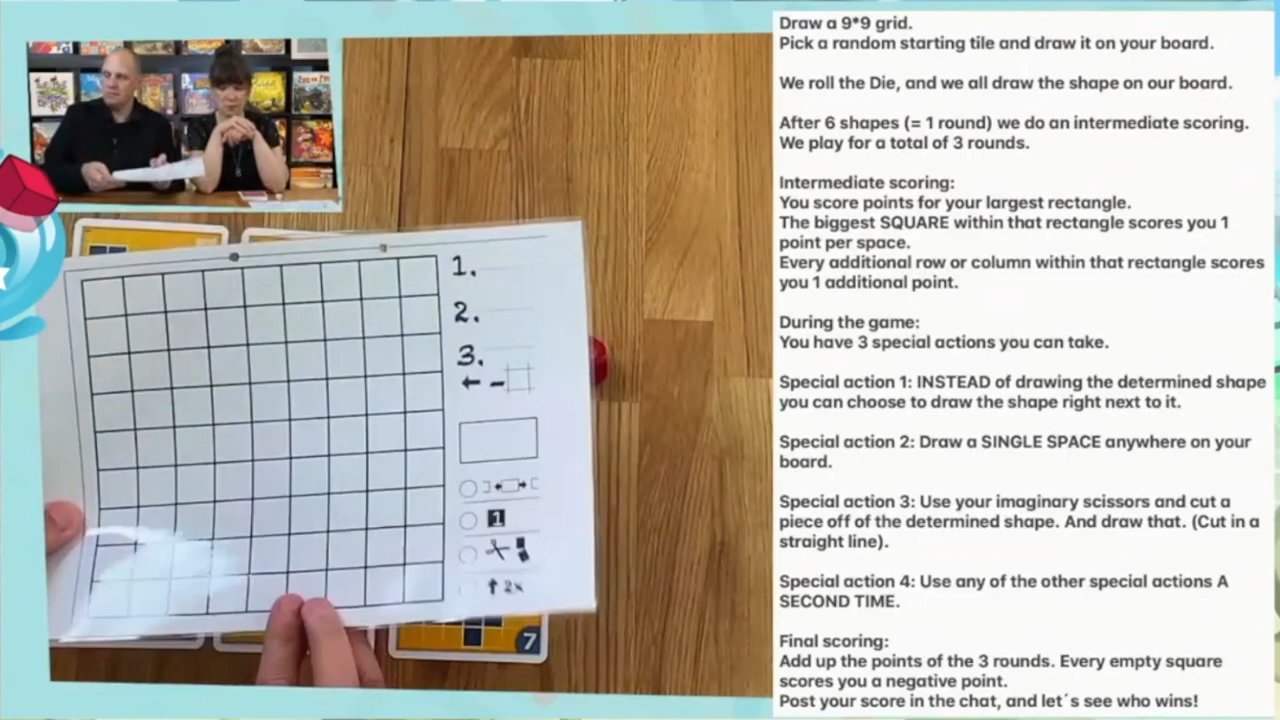 Draw a 9*9 grid.
Pick a random starting tile and draw it on your board.
We roll the Die, and we all draw the shape on our board.
After 6 shapes (= 1 round) we do an intermediate scoring.
We play for a total of 3 rounds.
Intermediate scoring:
You score points for your largest rectangle.
The biggest SQUARE within that rectangle scores you 1
point per space.
Every additional row or column within that rectangle scores
you 1 additional point.
During the game:
You have 3 special actions you can take.
Special action 1: INSTEAD of drawing the determined shape
you can choose to draw the shape right next to it.
Special action 2: Draw a SINGLE SPACE anywhere on your
board.
Special action 3: Use your imaginary scissors and cut a
piece off of the determined shape. And draw that. (Cut in a
straight line).
Special action 4: Use any of the other special actions A
SECOND TIME.
Final scoring:
Add up the points of the 3 rounds. Every empty square
scores you a negative point.
Post your score in the chat, and let´s see who wins!
1.
2.
3.
1
2x
7